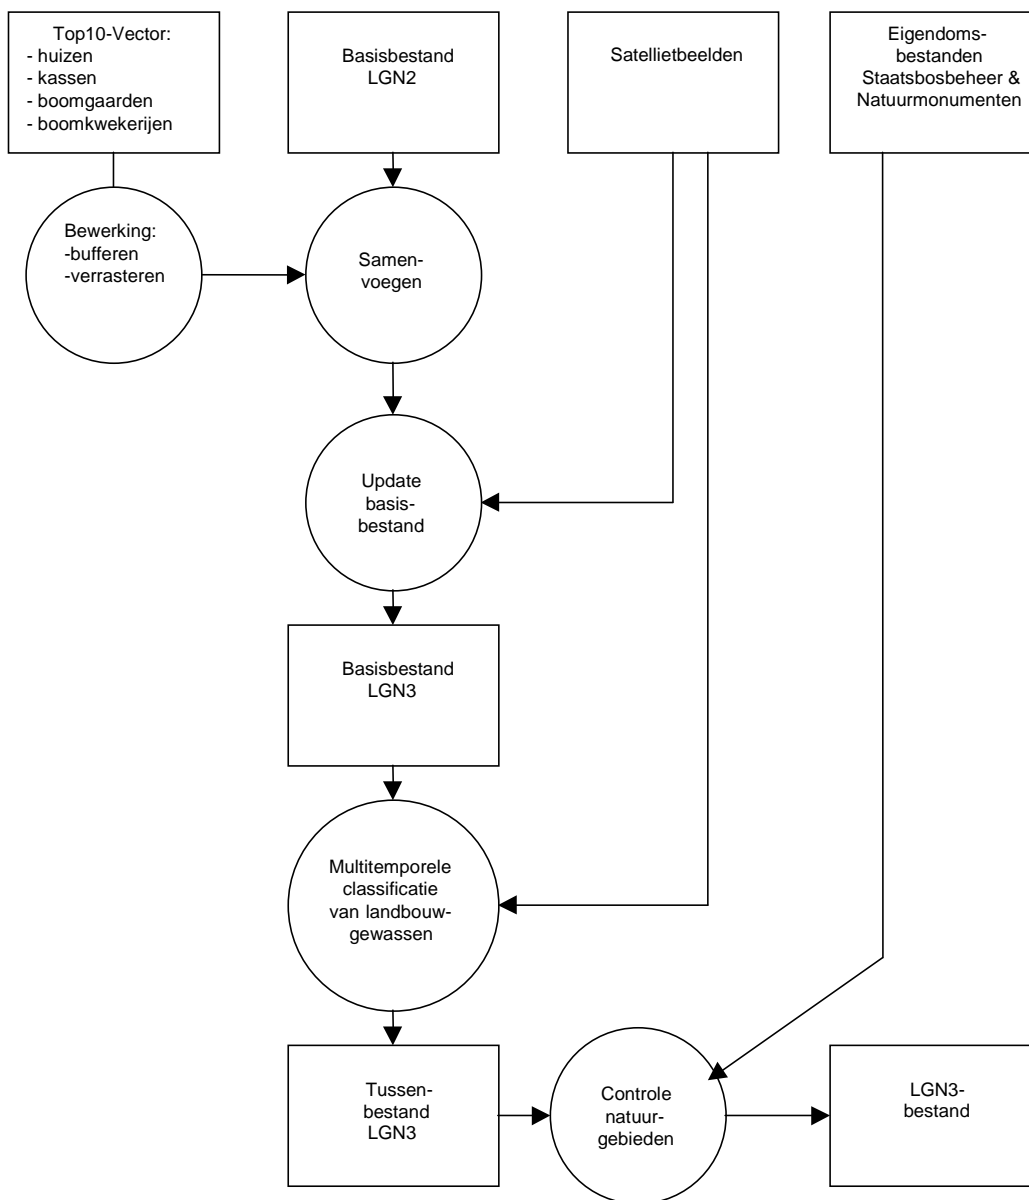 Top10-Vector:
- huizen
- kassen
- boomgaarden
- boomkwekerijen
Basisbestand
LGN2
Satellietbeelden
Eigendoms-
bestanden
Staatsbosbeheer &
Natuurmonumenten
Bewerking:
-bufferen
-verrasteren
Samen-
voegen
Update
basis-
bestand
Basisbestand
LGN3
Multitemporele
classificatie
van landbouw-
gewassen
Tussen-
bestand
LGN3
Controle
natuur-
gebieden
LGN3-
bestand